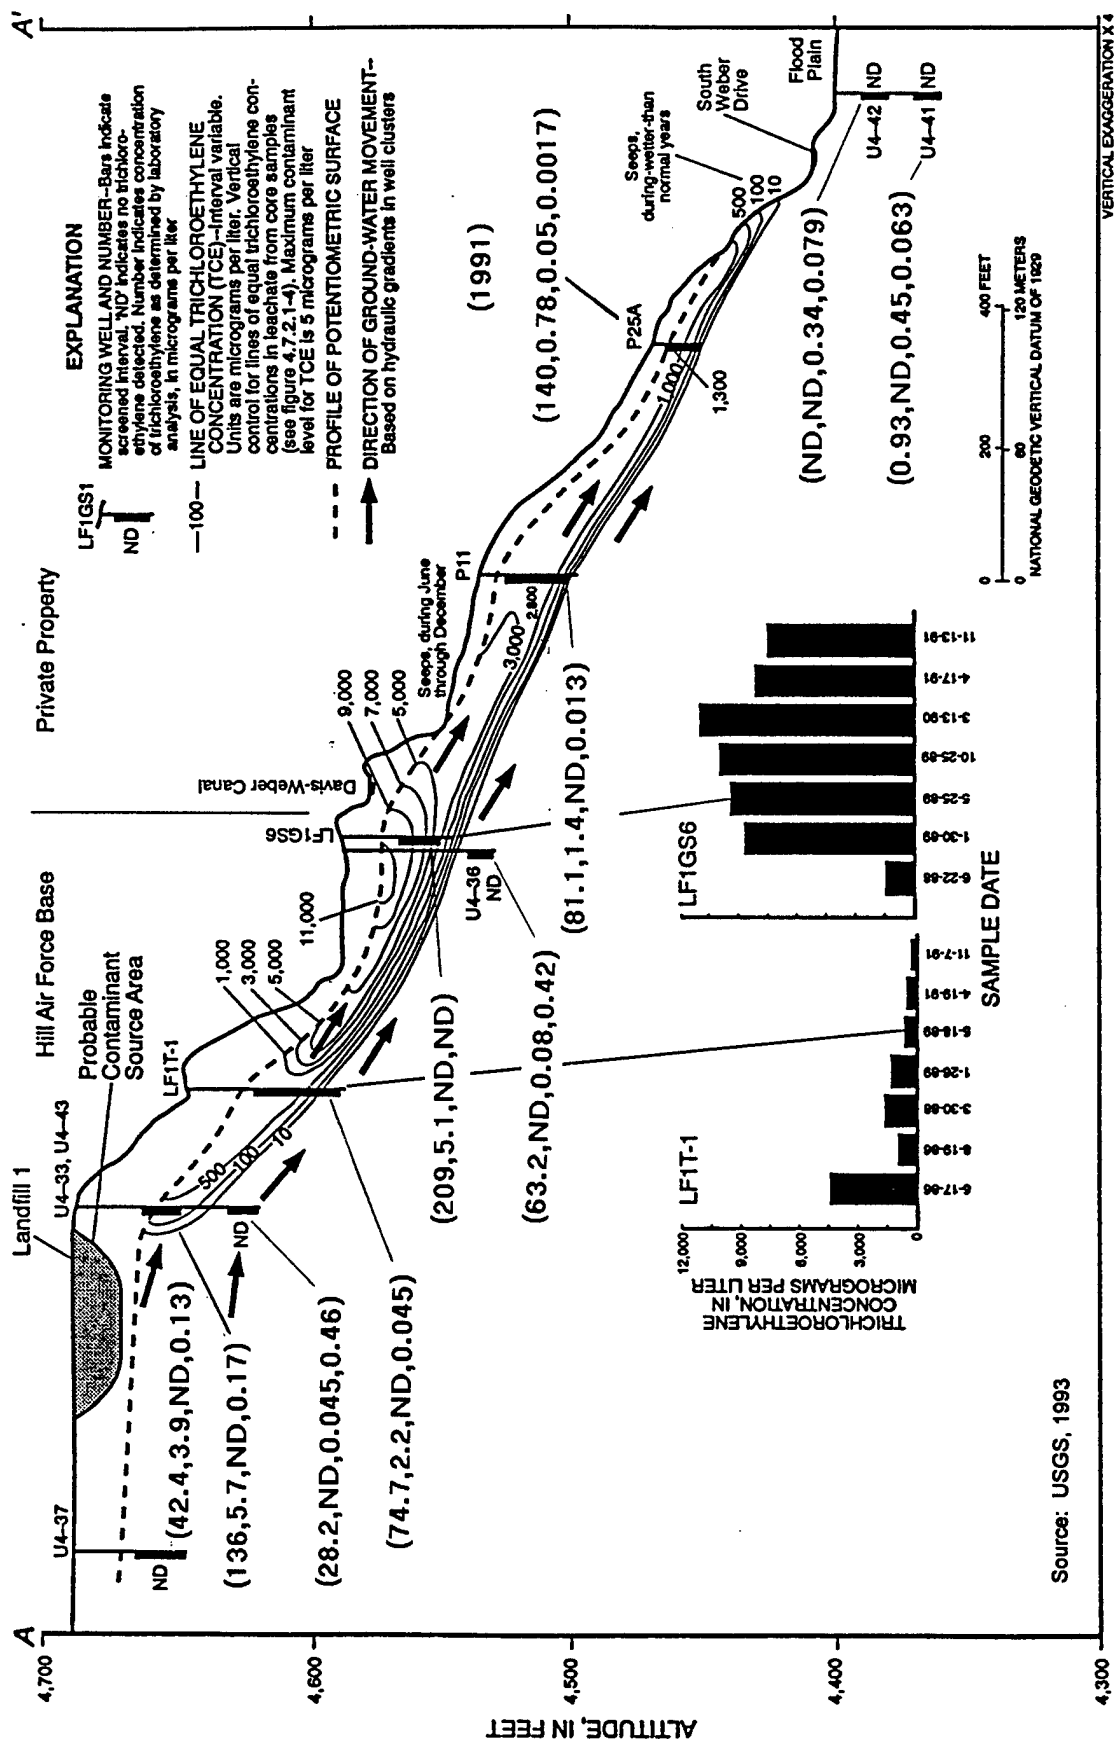 A
A'
Landfill 1
Hill Air Force Base
Private Property
Probable
Contaminant
Source Area
U4-37
U4-33, U4-43
LF1T-1
LF1GS6
Davis-Weber Canal
P11
P25A
Seeps, during June
through December
Seeps,
during-wetter-than
normal years
South
Weber
Drive
Flood
Plain
EXPLANATION
LF1GS1
ND
MONITORING WELL AND NUMBER--Bars indicate
screened interval. 'ND' indicates no trichloro-
ethylene detected. Number indicates concentration
of trichloroethylene as determined by laboratory
analysis, in micrograms per liter
—100— LINE OF EQUAL TRICHLOROETHYLENE
CONCENTRATION (TCE)--Interval variable.
Units are micrograms per liter. Vertical
control for lines of equal trichloroethylene con-
centrations in leachate from core samples
(see figure 4.7.2.1-4). Maximum contaminant
level for TCE is 5 micrograms per liter
PROFILE OF POTENTIOMETRIC SURFACE
DIRECTION OF GROUND-WATER MOVEMENT--
Based on hydraulic gradients in well clusters
ALTITUDE, IN FEET
4,700
4,600
4,500
4,400
4,300
ND
ND
500
100
10
1,000
3,000
5,000
11,000
9,000
7,000
5,000
3,000
2,800
1,000
1,300
500
100
10
U4-36
ND
U4-42
ND
U4-41
ND
(1991)
(42.4,3.9,ND,0.13)
(136,5.7,ND,0.17)
(28.2,ND,0.045,0.46)
(74.7,2.2,ND,0.045)
(209,5.1,ND,ND)
(63.2,ND,0.08,0.42)
(81.1,1.4,ND,0.013)
(140,0.78,0.05,0.0017)
(ND,ND,0.34,0.079)
(0.93,ND,0.45,0.063)
TRICHLOROETHYLENE
CONCENTRATION, IN
MICROGRAMS PER LITER
12,000
9,000
6,000
3,000
0
LF1T-1
6-17-86
8-19-86
3-30-88
1-26-89
5-18-89
4-19-91
11-7-91
LF1GS6
6-22-88
1-30-89
5-25-89
10-25-89
3-13-90
4-17-91
11-13-91
SAMPLE DATE
0
200
400 FEET
0
60
120 METERS
NATIONAL GEODETIC VERTICAL DATUM OF 1929
VERTICAL EXAGGERATION X 4
Source: USGS, 1993